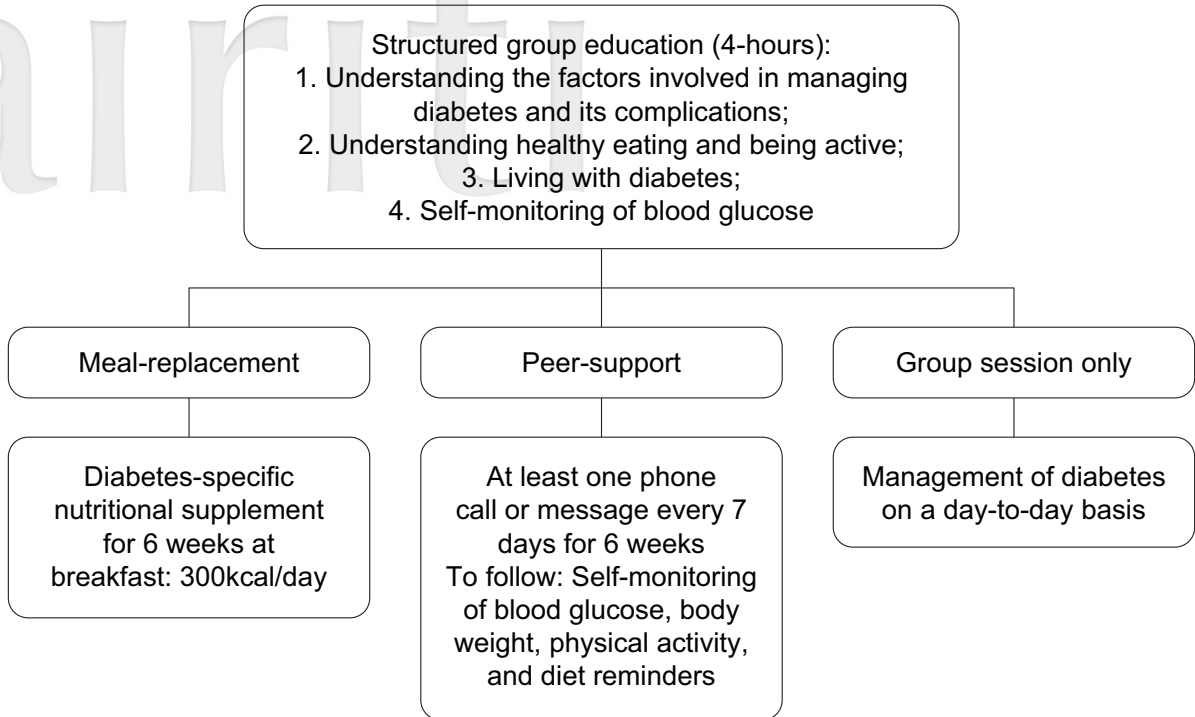 Structured group education (4-hours):
1. Understanding the factors involved in managing
diabetes and its complications;
2. Understanding healthy eating and being active;
3. Living with diabetes;
4. Self-monitoring of blood glucose
Meal-replacement
Peer-support
Group session only
Diabetes-specific
nutritional supplement
for 6 weeks at
breakfast: 300kcal/day
At least one phone
call or message every 7
days for 6 weeks
To follow: Self-monitoring
of blood glucose, body
weight, physical activity,
and diet reminders
Management of diabetes
on a day-to-day basis